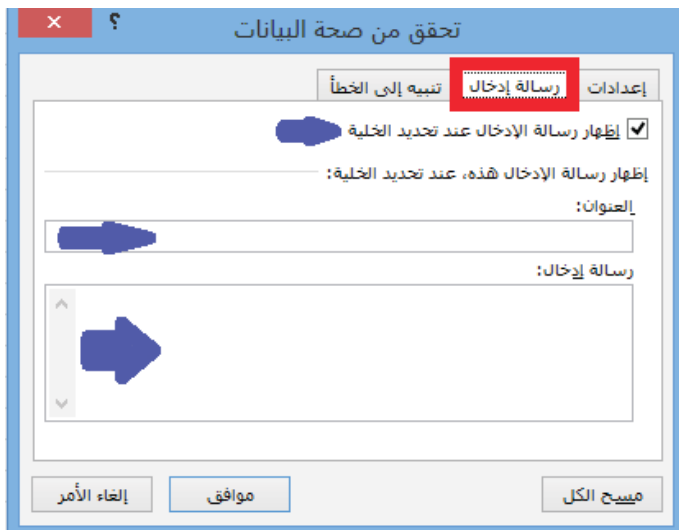 تحقق من صحة البيانات ؟ ×
إعدادات رسالة إدخال تنبيه إلى الخطأ
إظهار رسالة الإدخال عند تحديد الخلية
إظهار رسالة الإدخال هذه، عند تحديد الخلية:
العنوان:
رسالة إدخال:
مسح الكل موافق إلغاء الأمر